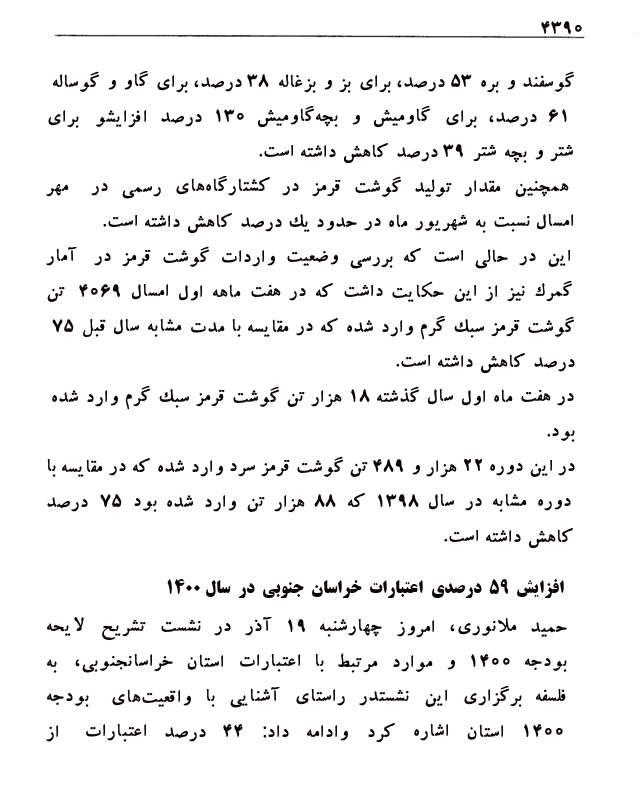 ۴۳۹۰
گوسفند و بره ۵۳ درصد، برای بز و بزغاله ۳۸ درصد، برای گاو و گوساله
۶۱ درصد، برای گاومیش و بچه‌گاومیش ۱۳۰ درصد افزایشو برای
شتر و بچه شتر ۳۹ درصد کاهش داشته است.
همچنین مقدار تولید گوشت قرمز در کشتارگاه‌های رسمی در مهر
امسال نسبت به شهریور ماه در حدود یك درصد کاهش داشته است.
این در حالی است که بررسی وضعیت واردات گوشت قرمز در آمار
گمرك نیز از این حکایت داشت که در هفت ماهه اول امسال ۴۰۶۹ تن
گوشت قرمز سبك گرم وارد شده که در مقایسه با مدت مشابه سال قبل ۷۵
درصد کاهش داشته است.
در هفت ماه اول سال گذشته ۱۸ هزار تن گوشت قرمز سبك گرم وارد شده
بود.
در این دوره ۲۲ هزار و ۴۸۹ تن گوشت قرمز سرد وارد شده که در مقایسه با
دوره مشابه در سال ۱۳۹۸ که ۸۸ هزار تن وارد شده بود ۷۵ درصد
کاهش داشته است.
افزایش ۵۹ درصدی اعتبارات خراسان جنوبی در سال ۱۴۰۰
حمید ملانوری، امروز چهارشنبه ۱۹ آذر در نشست تشریح لایحه
بودجه ۱۴۰۰ و موارد مرتبط با اعتبارات استان خراسانجنوبی، به
فلسفه برگزاری این نشستدر راستای آشنایی با واقعیت‌های بودجه
۱۴۰۰ استان اشاره کرد وادامه داد: ۴۴ درصد اعتبارات از